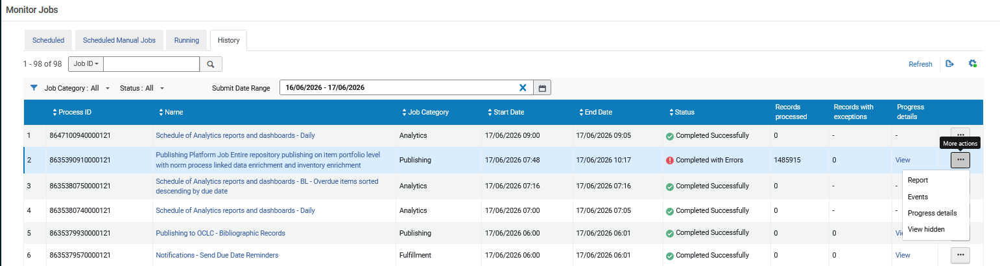 Monitor Jobs
Scheduled Scheduled Manual Jobs Running History
1 - 98 of 98 Job ID Refresh
Job Category : All Status : All Submit Date Range 16/06/2026 - 17/06/2026
Process ID Name Job Category Start Date End Date Status Records processed Records with exceptions Progress details
1 8647100940000121 Schedule of Analytics reports and dashboards - Daily Analytics 17/06/2026 09:00 17/06/2026 09:05 Completed Successfully 0 - -
More actions
2 8635390910000121 Publishing Platform Job Entire repository publishing on item portfolio level
with norm process linked data enrichment and inventory enrichment Publishing 17/06/2026 07:48 17/06/2026 10:17 Completed with Errors 1485915 0 View
Report
Events
Progress details
View hidden
3 8635380750000121 Schedule of Analytics reports and dashboards - BL - Overdue items sorted
descending by due date Analytics 17/06/2026 07:16 17/06/2026 07:16 Completed Successfully 0 - -
4 8635380740000121 Schedule of Analytics reports and dashboards - Daily Analytics 17/06/2026 07:00 17/06/2026 07:05 Completed Successfully 0 - -
5 8635379930000121 Publishing to OCLC - Bibliographic Records Publishing 17/06/2026 06:00 17/06/2026 06:01 Completed Successfully 0 0
6 8635379570000121 Notifications - Send Due Date Reminders Fulfillment 17/06/2026 06:00 17/06/2026 06:01 Completed Successfully 0 0 View